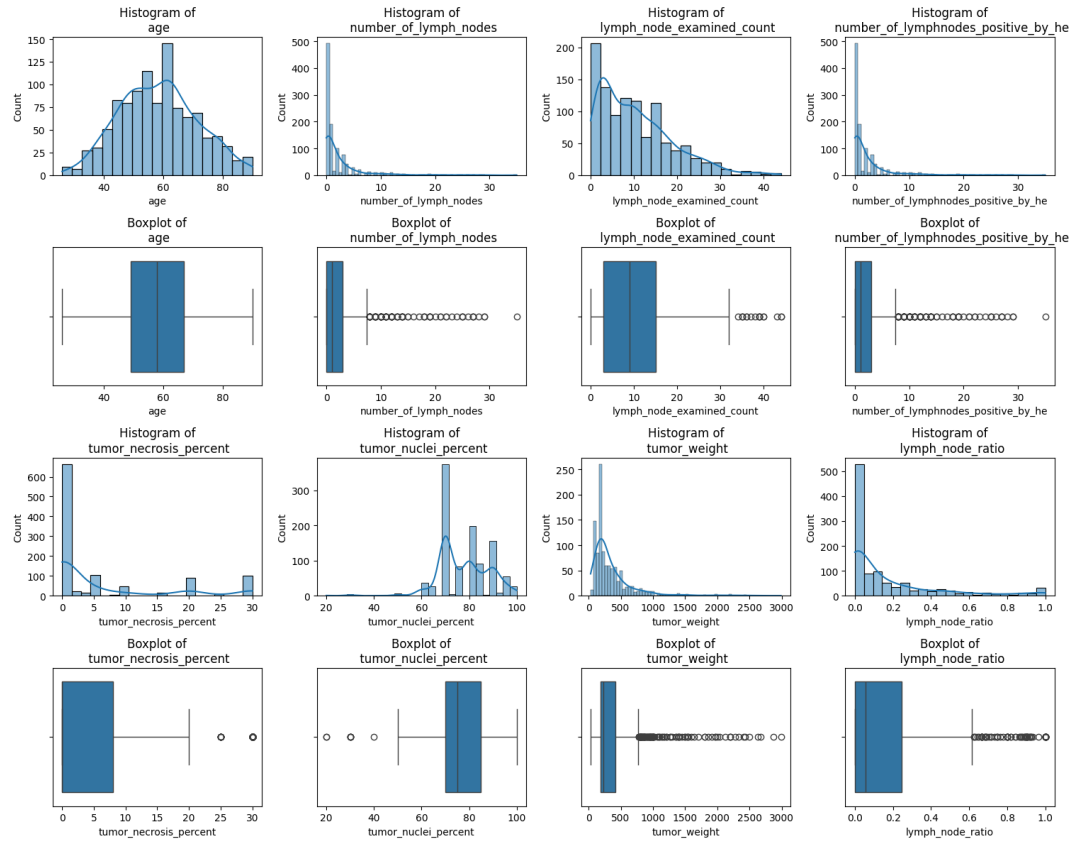 Histogram of
age
Histogram of
number_of_lymph_nodes
Histogram of
lymph_node_examined_count
Histogram of
number_of_lymphnodes_positive_by_he
Count
150
125
100
75
50
25
0
40
60
80
age
Count
500
400
300
200
100
0
0
10
20
30
number_of_lymph_nodes
Count
200
150
100
50
0
0
10
20
30
40
lymph_node_examined_count
Count
500
400
300
200
100
0
0
10
20
30
number_of_lymphnodes_positive_by_he
Boxplot of
age
Boxplot of
number_of_lymph_nodes
Boxplot of
lymph_node_examined_count
Boxplot of
number_of_lymphnodes_positive_by_he
40
60
80
age
0
10
20
30
number_of_lymph_nodes
0
20
40
lymph_node_examined_count
0
10
20
30
number_of_lymphnodes_positive_by_he
Histogram of
tumor_necrosis_percent
Histogram of
tumor_nuclei_percent
Histogram of
tumor_weight
Histogram of
lymph_node_ratio
Count
600
500
400
300
200
100
0
0
5
10
15
20
25
30
tumor_necrosis_percent
Count
300
200
100
0
20
40
60
80
100
tumor_nuclei_percent
Count
250
200
150
100
50
0
0
500
1000
1500
2000
2500
3000
tumor_weight
Count
500
400
300
200
100
0
0.0
0.2
0.4
0.6
0.8
1.0
lymph_node_ratio
Boxplot of
tumor_necrosis_percent
Boxplot of
tumor_nuclei_percent
Boxplot of
tumor_weight
Boxplot of
lymph_node_ratio
0
5
10
15
20
25
30
tumor_necrosis_percent
20
40
60
80
100
tumor_nuclei_percent
0
500
1000
1500
2000
2500
3000
tumor_weight
0.0
0.2
0.4
0.6
0.8
1.0
lymph_node_ratio